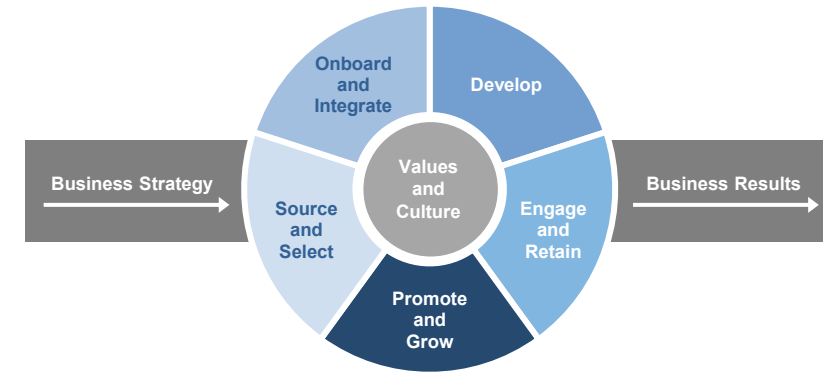 Onboard
and
Integrate
Develop
Business Strategy
Values
and
Culture
Business Results
Source
and
Select
Engage
and
Retain
Promote
and
Grow